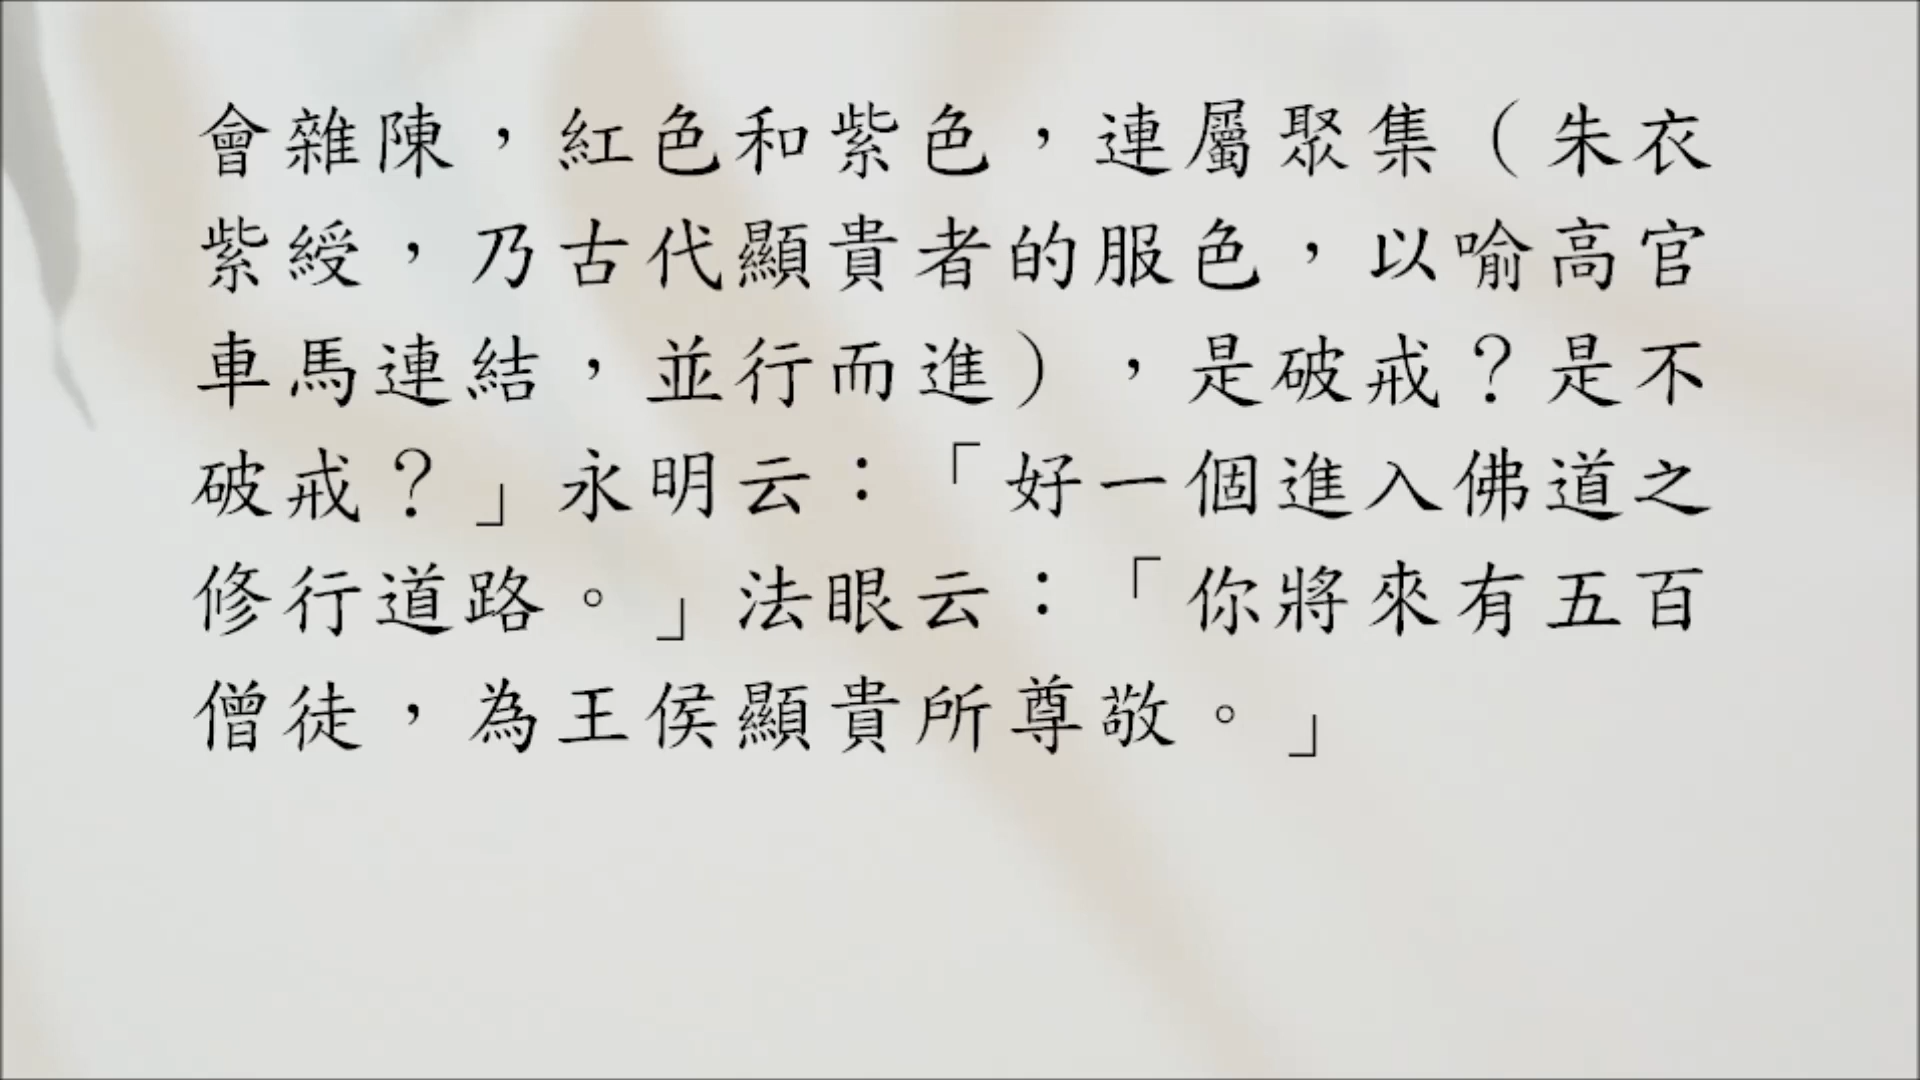 會雜陳，紅色和紫色，連屬聚集（朱衣
紫綬，乃古代顯貴者的服色，以喻高官
車馬連結，並行而進），是破戒？是不
破戒？」永明云：「好一個進入佛道之
修行道路。」法眼云：「你將來有五百
僧徒，為王侯顯貴所尊敬。」